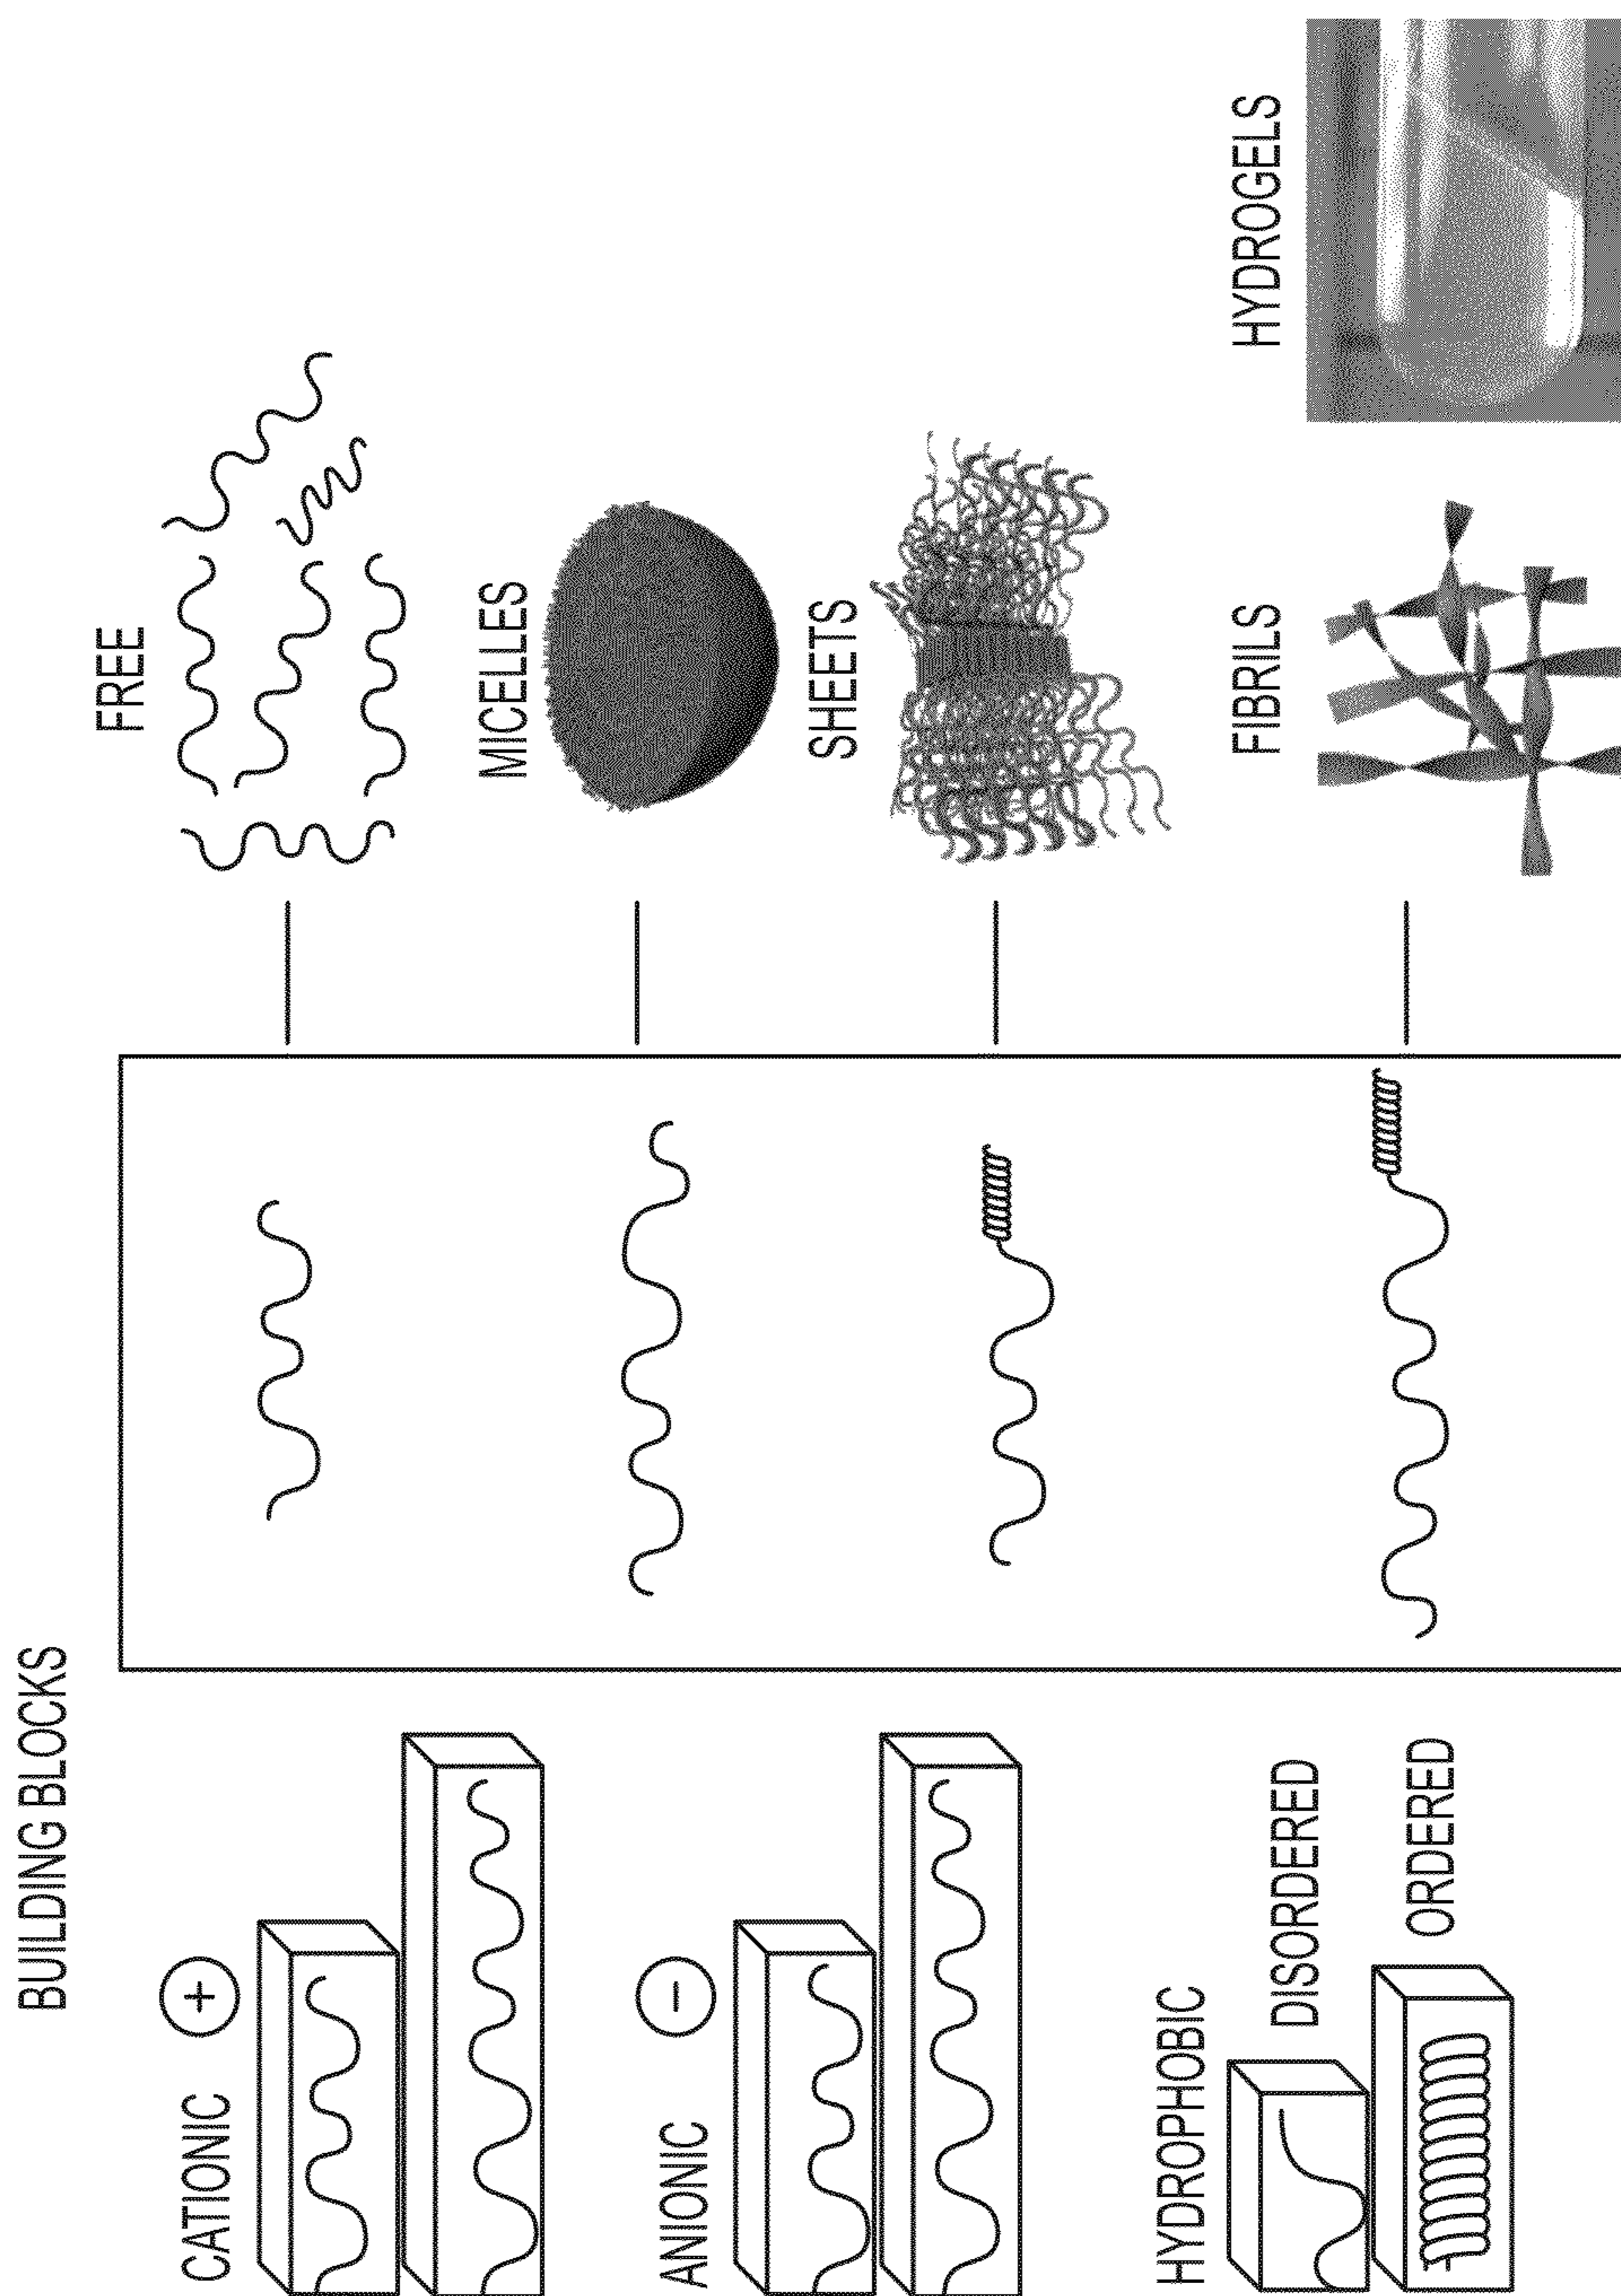 BUILDING BLOCKS
CATIONIC +
ANIONIC −
HYDROPHOBIC
DISORDERED
ORDERED
FREE
MICELLES
SHEETS
FIBRILS
HYDROGELS